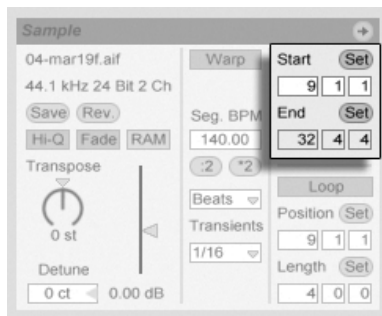 Sample
04-mar19f.aif
44.1 kHz 24 Bit 2 Ch
Save Rev.
Hi-Q Fade RAM
Transpose
0 st
Detune
0 ct 0.00 dB
Warp
Seg. BPM
140.00
:2 *2
Beats
Transients
1/16
Start Set
9 1 1
End Set
32 4 4
Loop
Position Set
9 1 1
Length Set
4 0 0